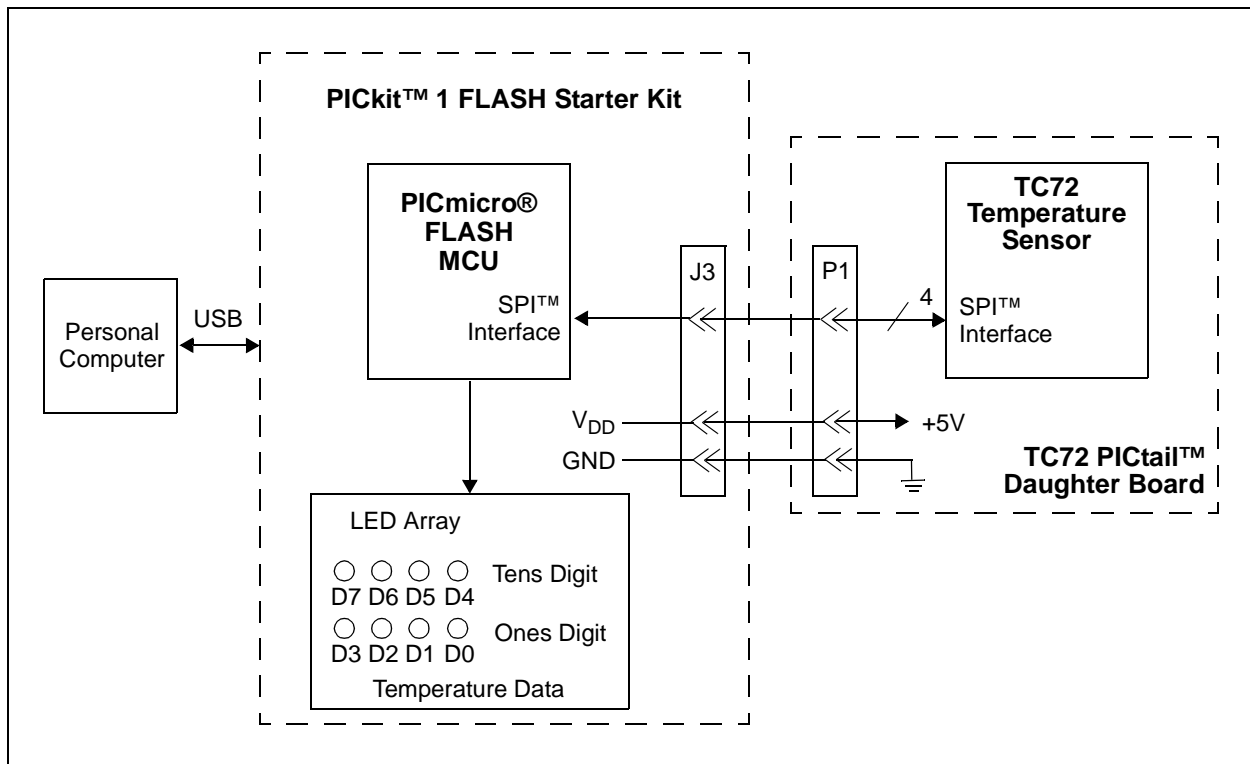 PICkit™ 1 FLASH Starter Kit
PICmicro®
FLASH
MCU
SPI™
Interface
J3
P1
4
TC72
Temperature
Sensor
SPI™
Interface
Personal
Computer
USB
VDD
GND
+5V
TC72 PICtail™
Daughter Board
LED Array
Tens Digit
D7 D6 D5 D4
Ones Digit
D3 D2 D1 D0
Temperature Data